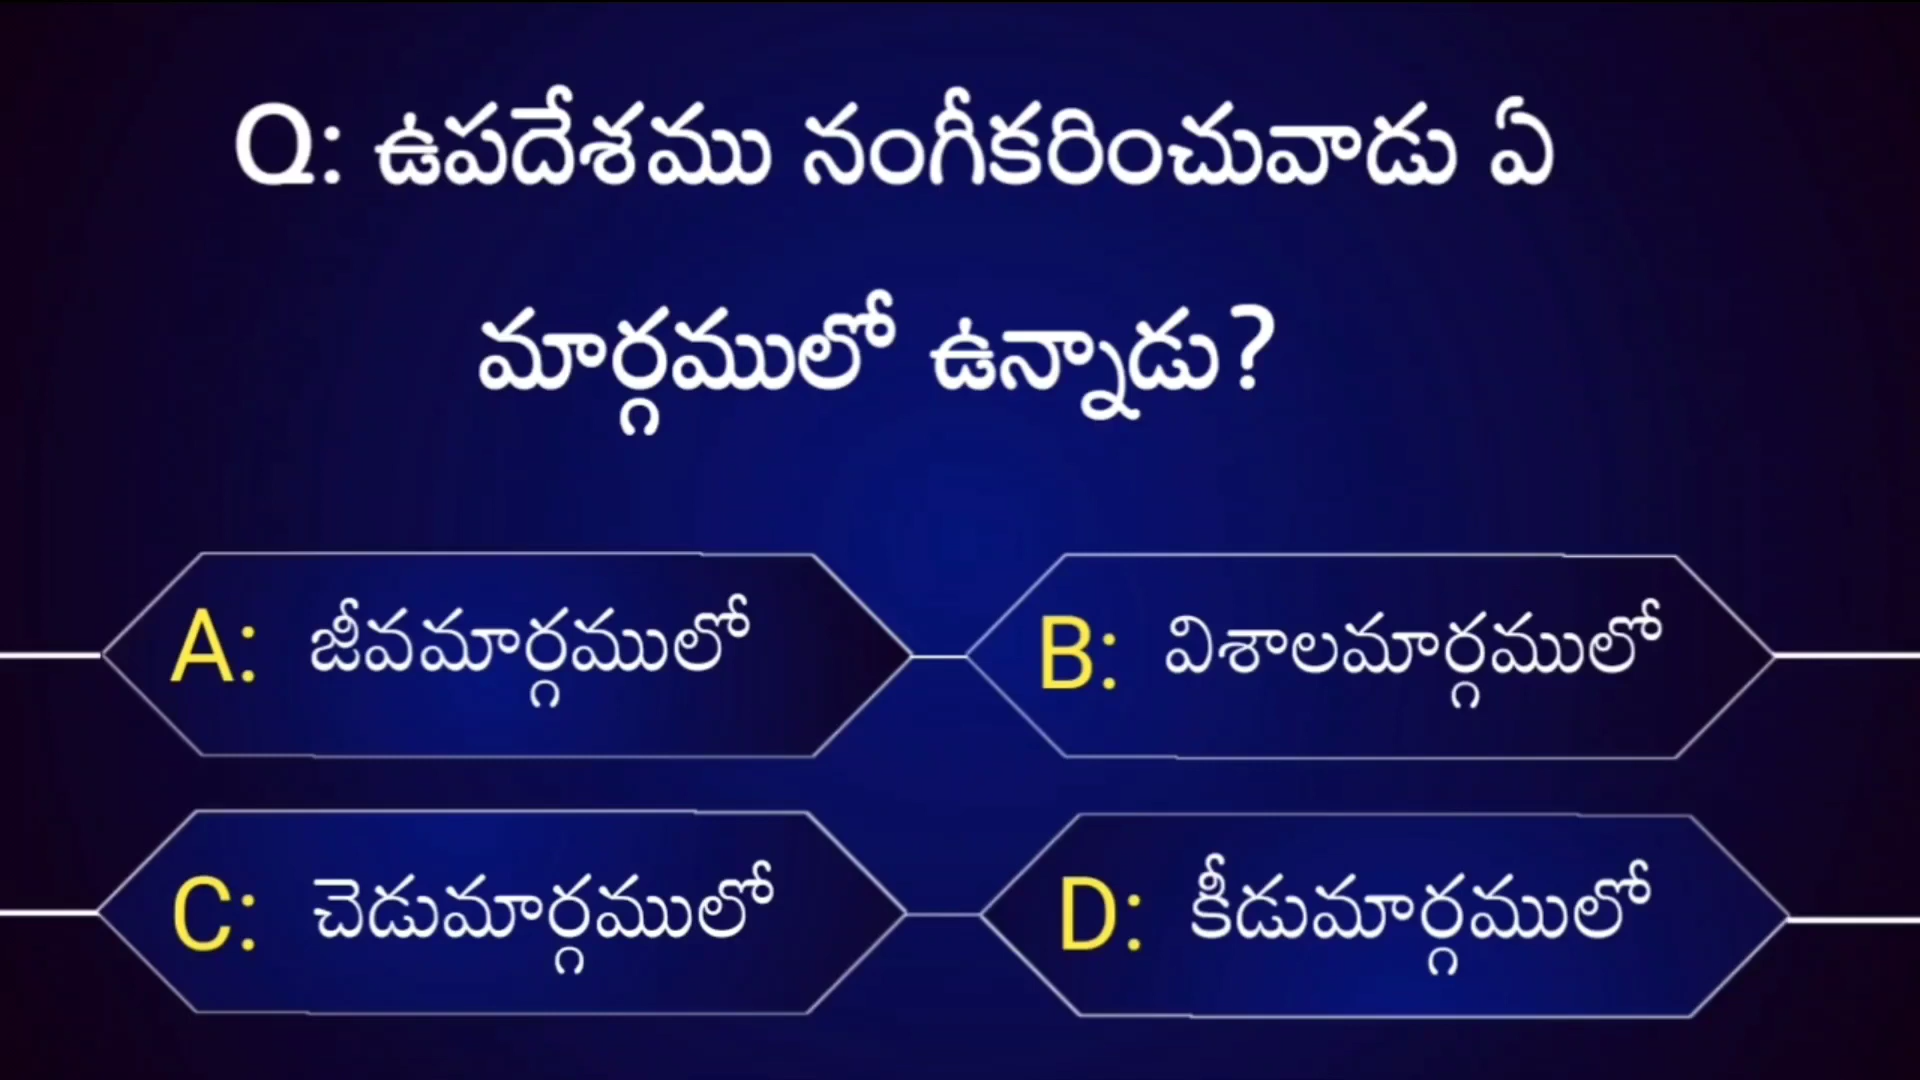 Q: ఉపదేశము నంగీకరించువాడు ఏ
మార్గములో ఉన్నాడు?
A: జీవమార్గములో
B: విశాలమార్గములో
C: చెడుమార్గములో
D: కీడుమార్గములో